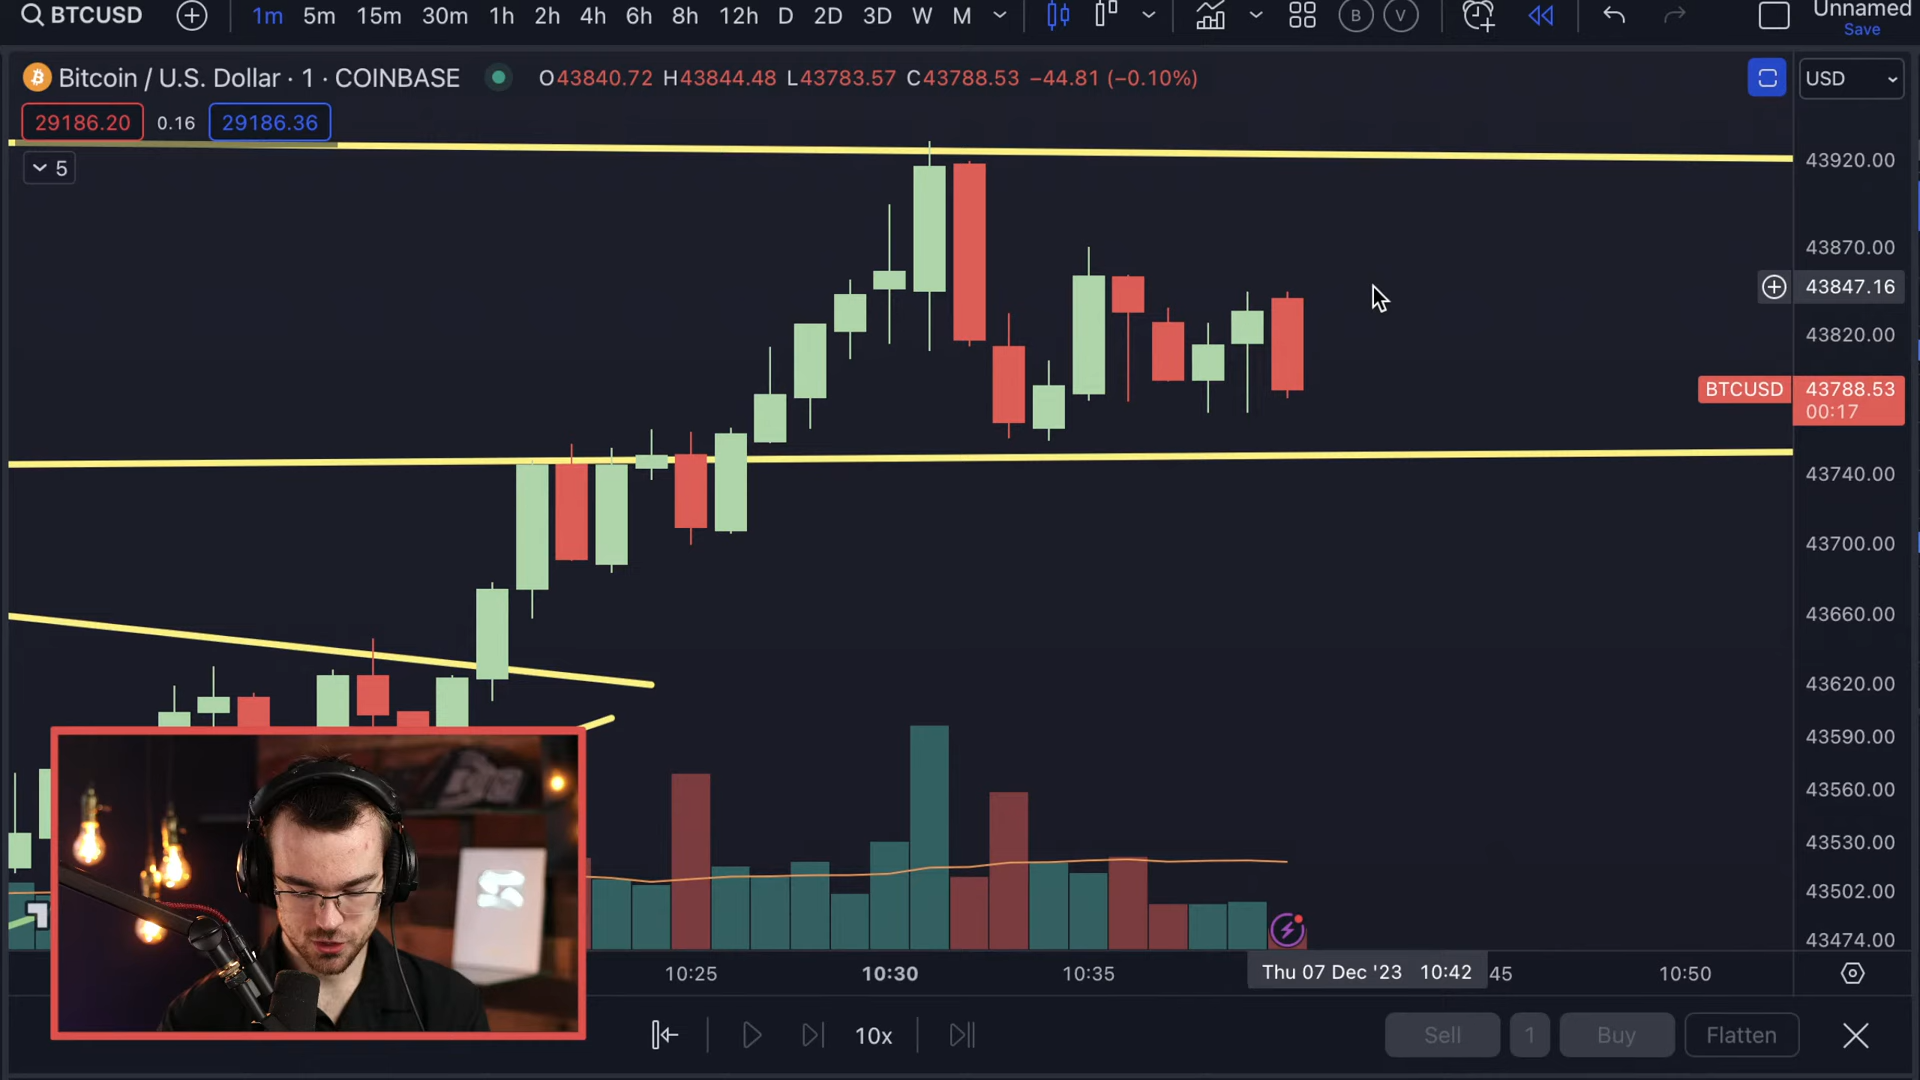 BTCUSD 1m 5m 15m 30m 1h 2h 4h 6h 8h 12h D 2D 3D W M B V Unnamed
Save
Bitcoin / U.S. Dollar · 1 · COINBASE O43840.72 H43844.48 L43783.57 C43788.53 −44.81 (−0.10%) USD
29186.20 0.16 29186.36
5
43920.00
43870.00
43847.16
43820.00
BTCUSD 43788.53
00:17
43740.00
43700.00
43660.00
43620.00
43590.00
43560.00
43530.00
43502.00
43474.00
10:25 10:30 10:35 Thu 07 Dec '23 10:42 45 10:50
10x Sell 1 Buy Flatten